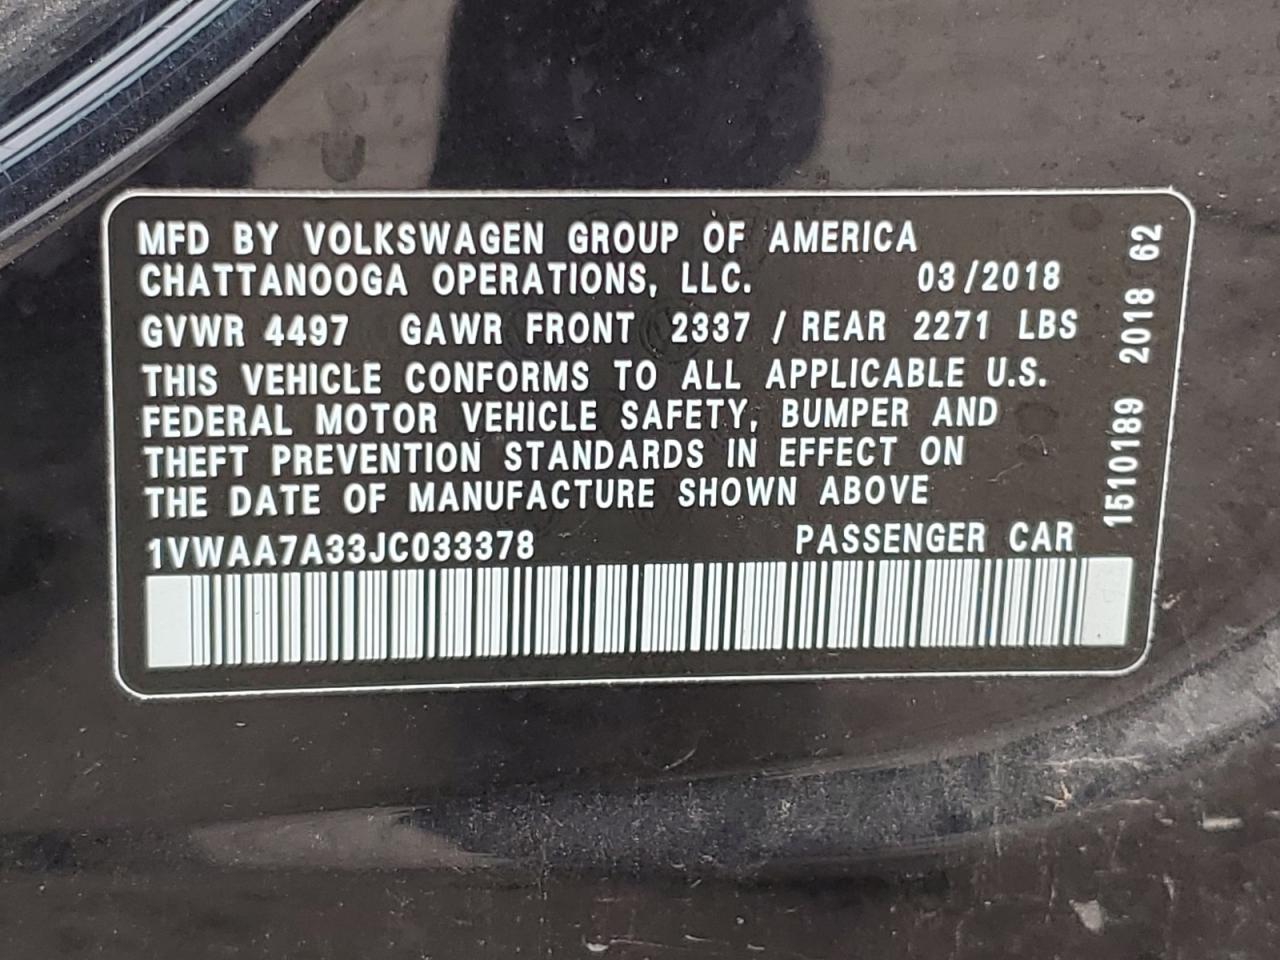 MFD BY VOLKSWAGEN GROUP OF AMERICA
CHATTANOOGA OPERATIONS, LLC. 03/2018
GVWR 4497 GAWR FRONT 2337 / REAR 2271 LBS
THIS VEHICLE CONFORMS TO ALL APPLICABLE U.S.
FEDERAL MOTOR VEHICLE SAFETY, BUMPER AND
THEFT PREVENTION STANDARDS IN EFFECT ON
THE DATE OF MANUFACTURE SHOWN ABOVE
1VWAA7A33JC033378 PASSENGER CAR
1510189 2018 62